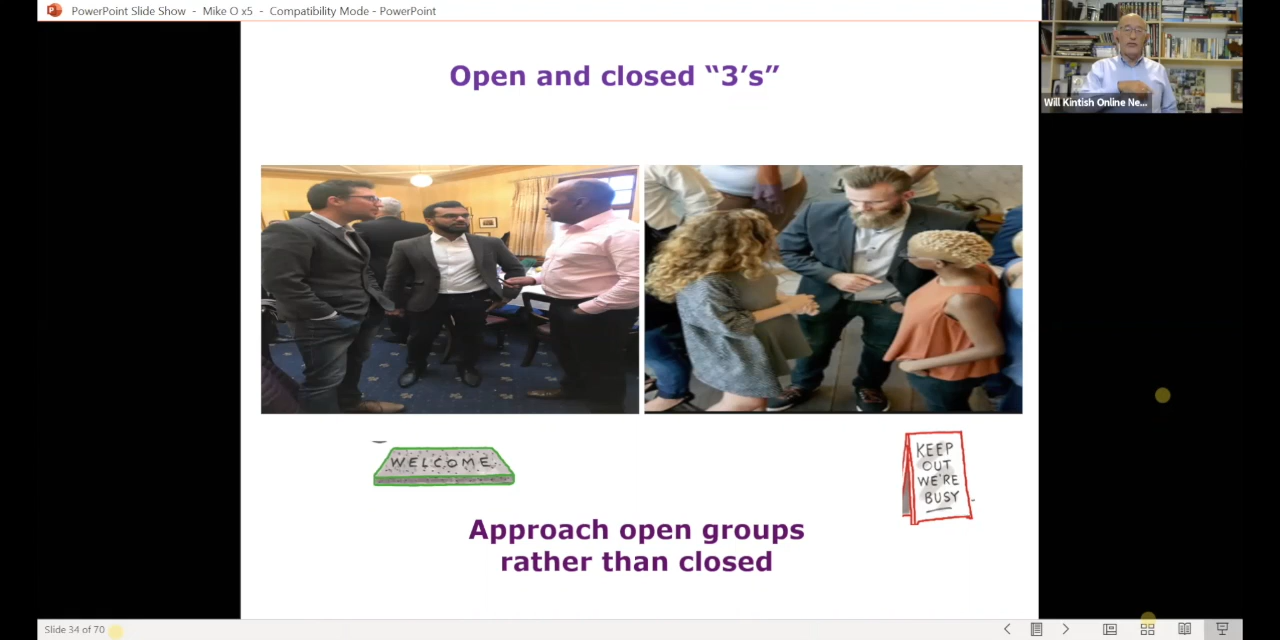 PowerPoint Slide Show - Mike O x5 - Compatibility Mode - PowerPoint
Will Kintish Online Ne...
Open and closed “3’s”
WELCOME
KEEP
OUT
WE'RE
BUSY
Approach open groups
rather than closed
Slide 34 of 70